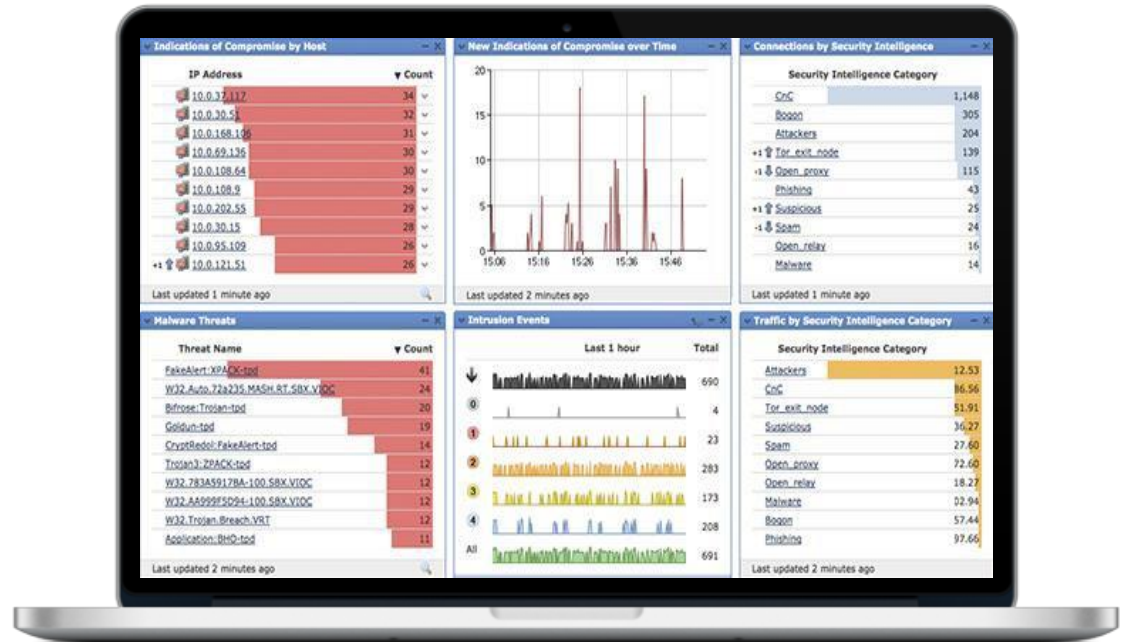 Indications of Compromise by Host
IP Address Count
10.0.37.117 34
10.0.30.51 32
10.0.168.106 31
10.0.69.136 30
10.0.108.64 30
10.0.108.9 29
10.0.202.55 29
10.0.30.15 28
10.0.95.109 26
+1 10.0.121.51 26
Last updated 1 minute ago
New Indications of Compromise over Time
20
15
10
5
0
15:06 15:16 15:26 15:36 15:46
Last updated 2 minutes ago
Connections by Security Intelligence
Security Intelligence Category
CnC 1,148
Bogon 305
Attackers 204
+1 Tor_exit_node 139
-1 Open_proxy 115
Phishing 43
+1 Suspicious 25
-1 Spam 24
Open_relay 16
Malware 14
Last updated 1 minute ago
Malware Threats
Threat Name Count
FakeAlert:XPACK-tpd 41
W32.Auto.72a235.MASH.RT.SBX.VIOC 24
Bifrose:Trojan-tpd 20
Goldun-tpd 19
CryptRedol:FakeAlert-tpd 14
Trojan3:ZPACK-tpd 12
W32.783A59178A-100.SBX.VIOC 12
W32.AA999F5D94-100.SBX.VIOC 12
W32.Trojan.Breach.VRT 12
Application:BHO-tpd 11
Last updated 2 minutes ago
Intrusion Events
Last 1 hour Total
690
0 4
1 23
2 283
3 173
4 208
All 691
Traffic by Security Intelligence Category
Security Intelligence Category
Attackers 12.53
CnC 86.56
Tor_exit_node 51.91
Suspicious 36.27
Spam 27.60
Open_proxy 72.60
Open_relay 18.27
Malware 02.94
Bogon 57.44
Phishing 97.66
Last updated 2 minutes ago